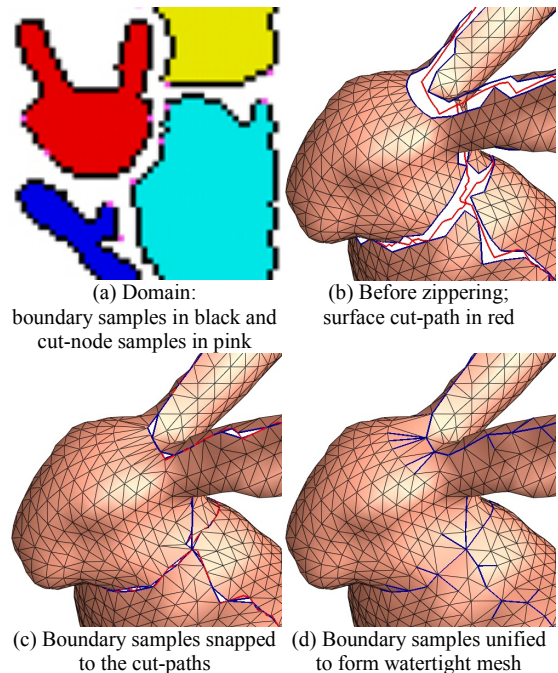 (a) Domain:
boundary samples in black and
cut-node samples in pink
(b) Before zippering;
surface cut-path in red
(c) Boundary samples snapped
to the cut-paths
(d) Boundary samples unified
to form watertight mesh